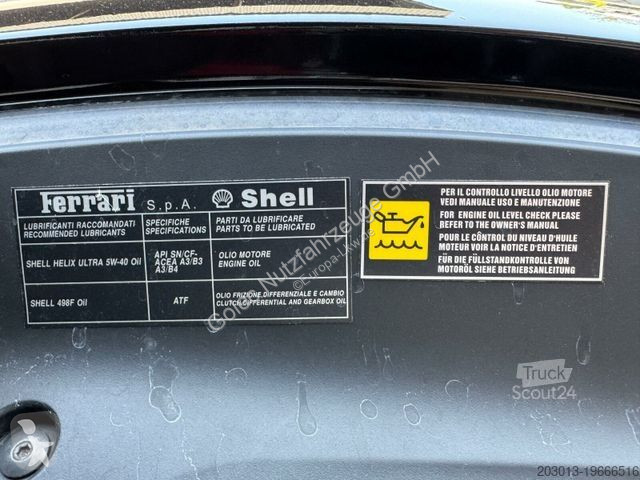 Ferrari S.p.A. Shell
LUBRIFICANTI RACCOMANDATI
RECOMMENDED LUBRICANTS
SPECIFICHE
SPECIFICATIONS
PARTI DA LUBRIFICARE
PARTS TO BE LUBRICATED
SHELL HELIX ULTRA 5W-40 Oil
API SN/CF-
ACEA A3/B3
A3/B4
OLIO MOTORE
ENGINE OIL
SHELL 498F Oil
ATF
OLIO FRIZIONE,DIFFERENZIALE E CAMBIO
CLUTCH,DIFFERENTIAL AND GEARBOX OIL
PER IL CONTROLLO LIVELLO OLIO MOTORE
VEDI MANUALE USO E MANUTENZIONE
FOR ENGINE OIL LEVEL CHECK PLEASE
REFER TO THE OWNER'S MANUAL
POUR LE CÔNTROL DU NIVEAU D'HUILE
MOTEUR VOIR LA NOTICE D'ENTRETIEN
FÜR DIE FÜLLSTANDKONTROLLE VON
MOTORÖL SIEHE BETRIEBSANLEITUNG
Nutzfahrzeuge GmbH
Truck
Scout24
203013-19666516